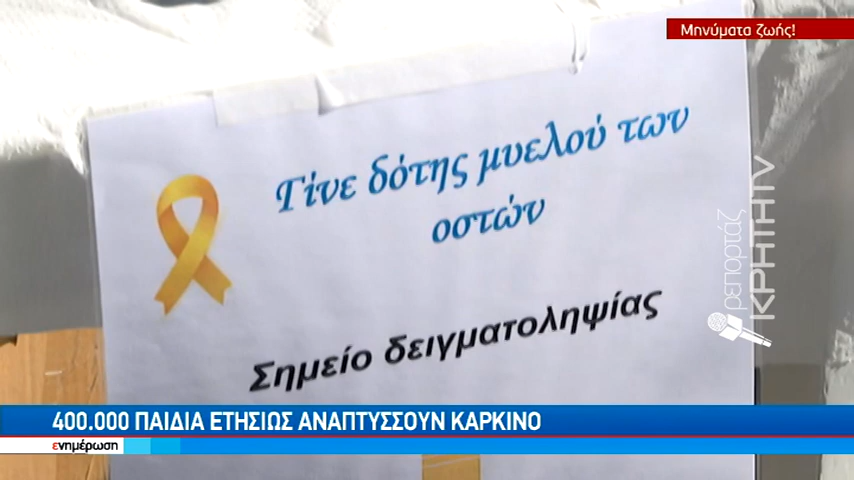 Μηνύματα ζωής!
Γίνε δότης μυελού των
οστών
Σημείο δειγματοληψίας
ρεπορτάζ
ΚΡΗΤΗ TV
400.000 ΠΑΙΔΙΑ ΕΤΗΣΙΩΣ ΑΝΑΠΤΥΣΣΟΥΝ ΚΑΡΚΙΝΟ
ενημέρωση